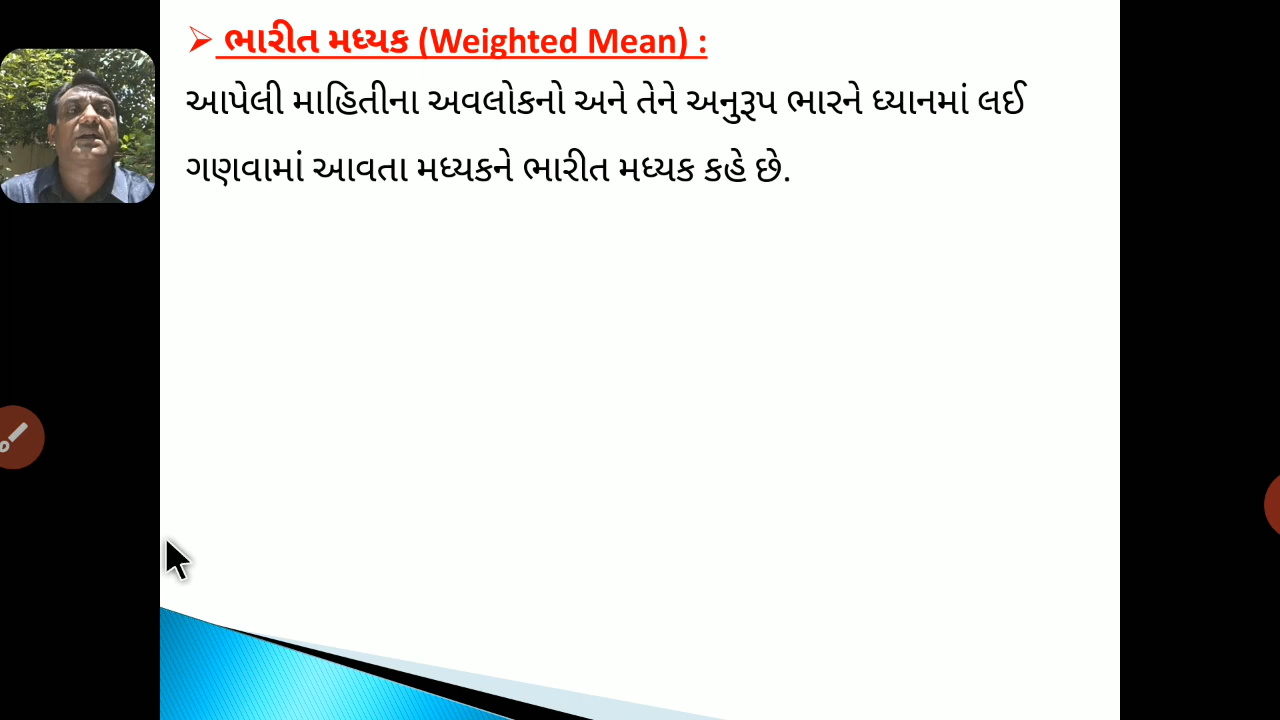 ➢ ભારીત મધ્યક (Weighted Mean) :
આપેલી માહિતીના અવલોકનો અને તેને અનુરૂપ ભારને ધ્યાનમાં લઈ
ગણવામાં આવતા મધ્યકને ભારીત મધ્યક કહે છે.